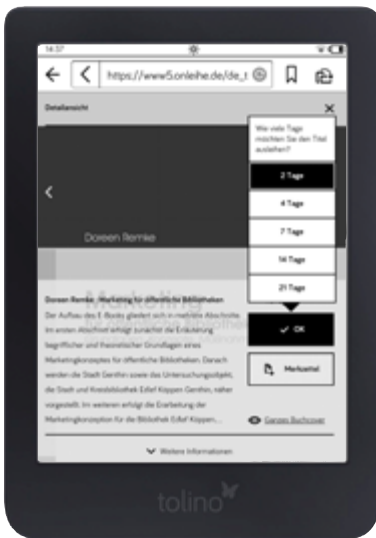 14:37
https://www5.onleihe.de/de_t
Detailansicht
Wie viele Tage
möchten Sie den Titel
ausleihen?
2 Tage
4 Tage
7 Tage
14 Tage
21 Tage
OK
Merkzettel
Doreen Remke
Marketing
für öffentliche Bibliothe
Doreen Remke: Marketing für öffentliche Bibliotheken
Der Aufbau des E-Books gliedert sich in mehrere Abschnitte.
Im ersten Abschnitt erfolgt zunächst die Erläuterung
begrifflicher und theoretischer Grundlagen eines
Marketingkonzeptes für öffentliche Bibliotheken. Danach
werden die Stadt Genthin sowie das Untersuchungsobjekt,
die Stadt und Kreisbibliothek Edlef Köppen Genthin, näher
vorgestellt. Im weiteren erfolgt die Erarbeitung der
Marketingkonzeption für die Bibliothek Edlef Köppen...
Ganzes Buchcover
Weitere Informationen
tolino